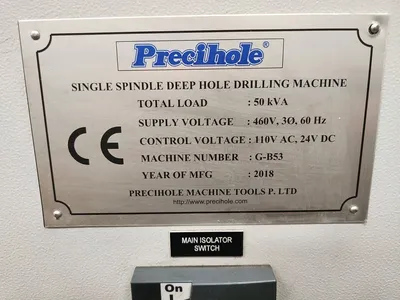 Precihole®
SINGLE SPINDLE DEEP HOLE DRILLING MACHINE
TOTAL LOAD : 50 kVA
SUPPLY VOLTAGE : 460V, 3Ø, 60 Hz
CONTROL VOLTAGE : 110V AC, 24V DC
CE
MACHINE NUMBER : G-B53
YEAR OF MFG : 2018
PRECIHOLE MACHINE TOOLS P. LTD
http://www.precihole.com
MAIN ISOLATOR
SWITCH
On
I